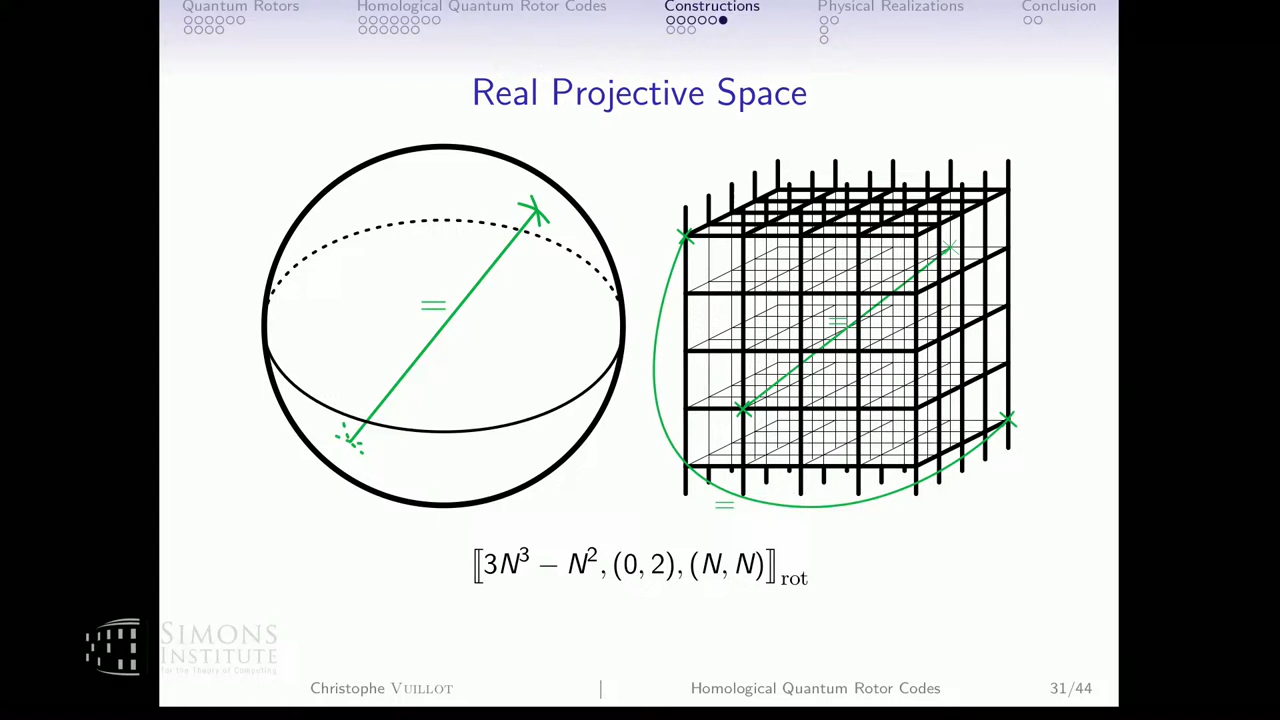 Quantum Rotors Homological Quantum Rotor Codes Constructions Physical Realizations Conclusion
Real Projective Space
=
=
=
⟦3N³ − N², (0, 2), (N, N)⟧rot
SIMONS
INSTITUTE
for the Theory of Computing
Christophe VUILLOT | Homological Quantum Rotor Codes 31/44